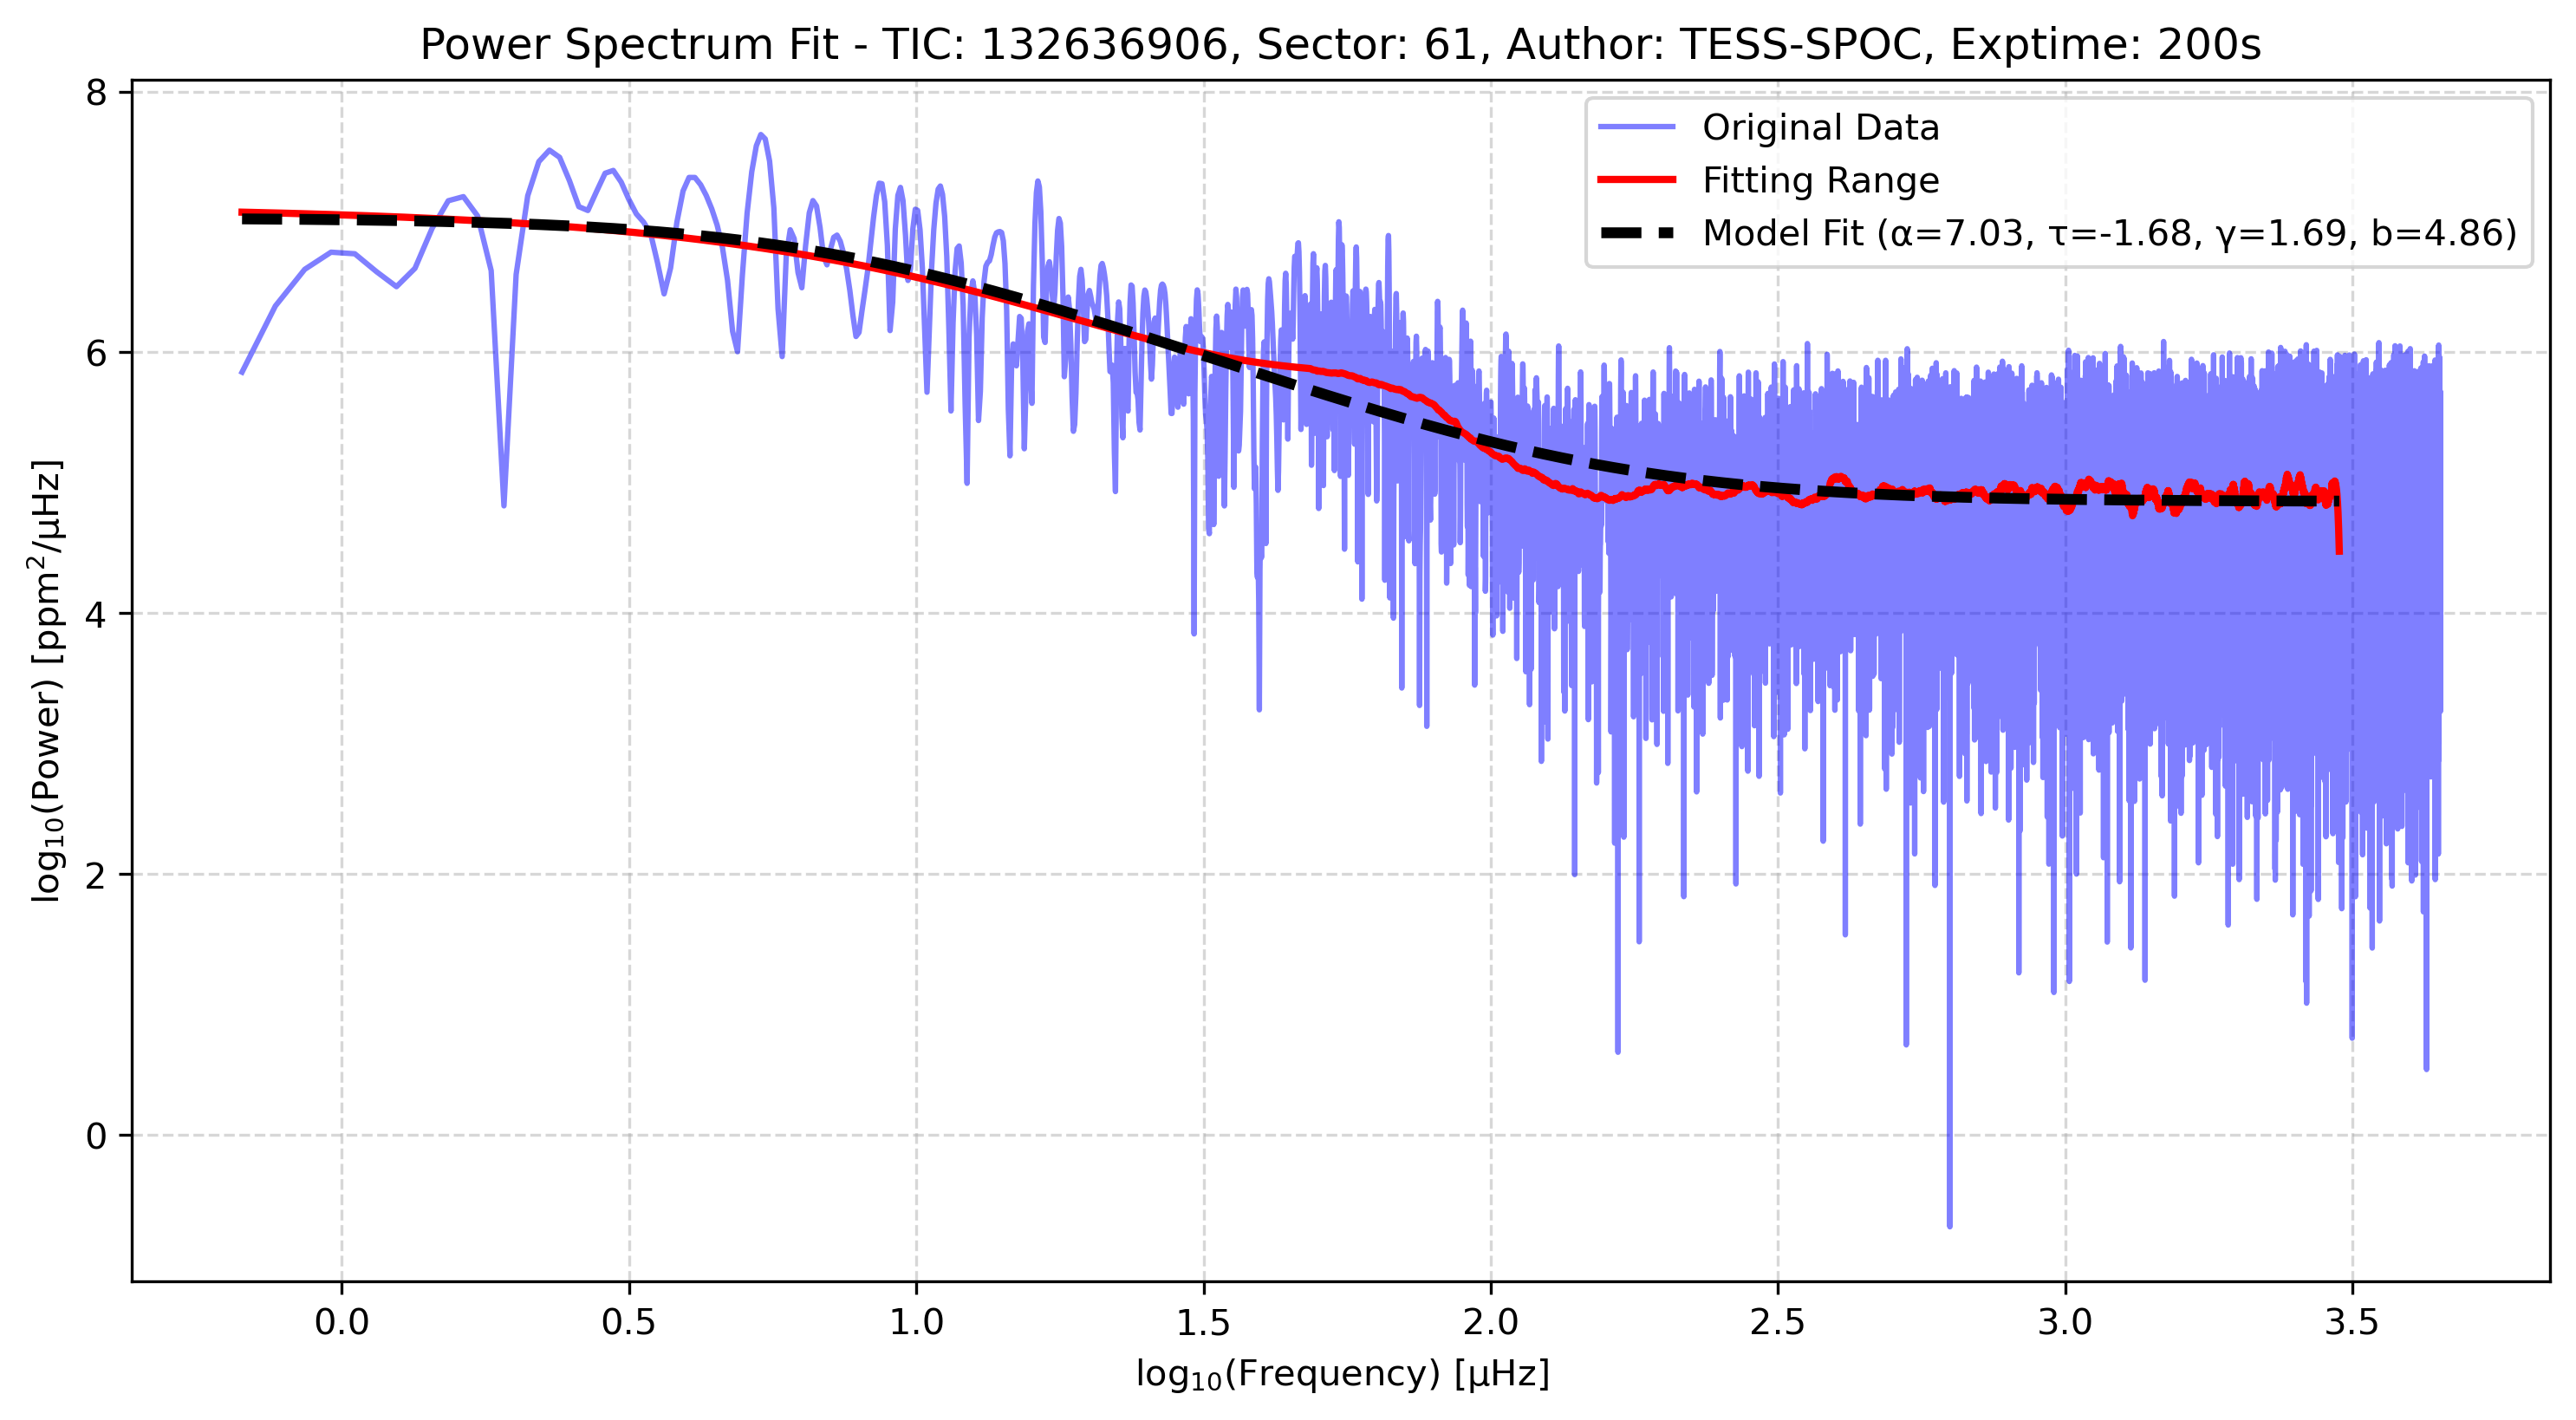 Power Spectrum Fit - TIC: 132636906, Sector: 61, Author: TESS-SPOC, Exptime: 200s
Original Data
Fitting Range
Model Fit (α=7.03, τ=-1.68, γ=1.69, b=4.86)
log₁₀(Power) [ppm²/μHz]
8
6
4
2
0
0.0 0.5 1.0 1.5 2.0 2.5 3.0 3.5
log₁₀(Frequency) [μHz]